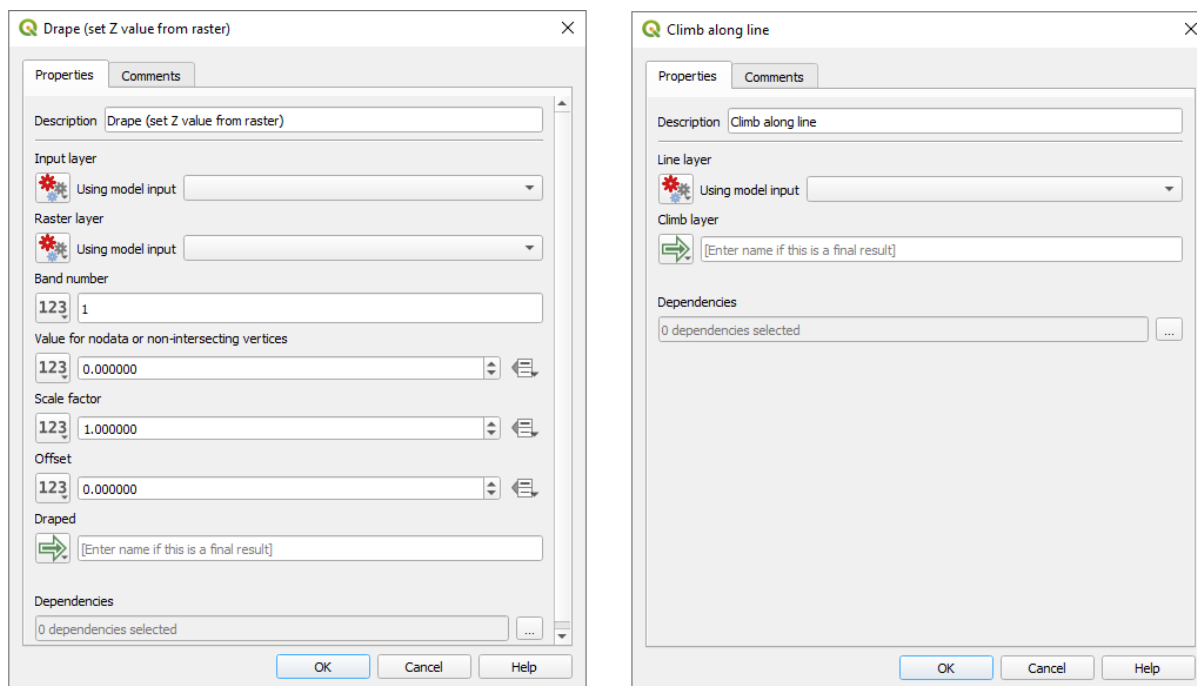 Drape (set Z value from raster)
Properties
Comments
Description Drape (set Z value from raster)
Input layer
Using model input
Raster layer
Using model input
Band number
123 1
Value for nodata or non-intersecting vertices
123 0.000000
Scale factor
123 1.000000
Offset
123 0.000000
Draped
[Enter name if this is a final result]
Dependencies
0 dependencies selected
...
OK
Cancel
Help
Climb along line
Properties
Comments
Description Climb along line
Line layer
Using model input
Climb layer
[Enter name if this is a final result]
Dependencies
0 dependencies selected
...
OK
Cancel
Help